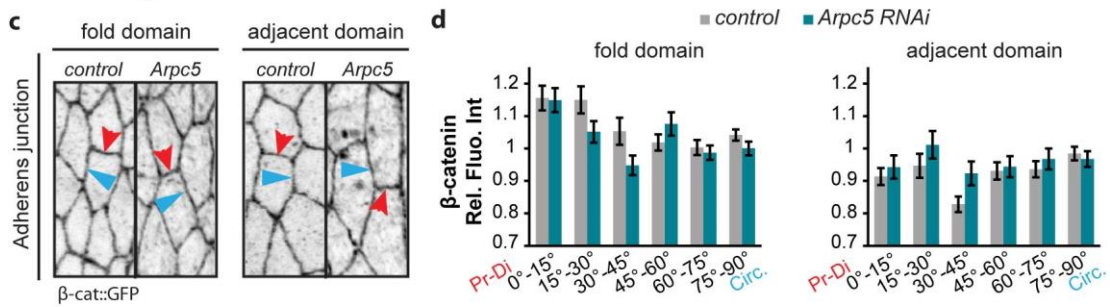 c
fold domain
adjacent domain
control
Arpc5
control
Arpc5
Adherens junction
β-cat::GFP
d
control
Arpc5 RNAi
fold domain
adjacent domain
β-catenin
Rel. Fluo. Int
1.2
1.1
1
0.9
0.8
0.7
Pr-Di
0°-15°
15°-30°
30°-45°
45°-60°
60°-75°
75°-90°
Circ.
1.2
1.1
1
0.9
0.8
0.7
Pr-Di
0°-15°
15°-30°
30°-45°
45°-60°
60°-75°
75°-90°
Circ.